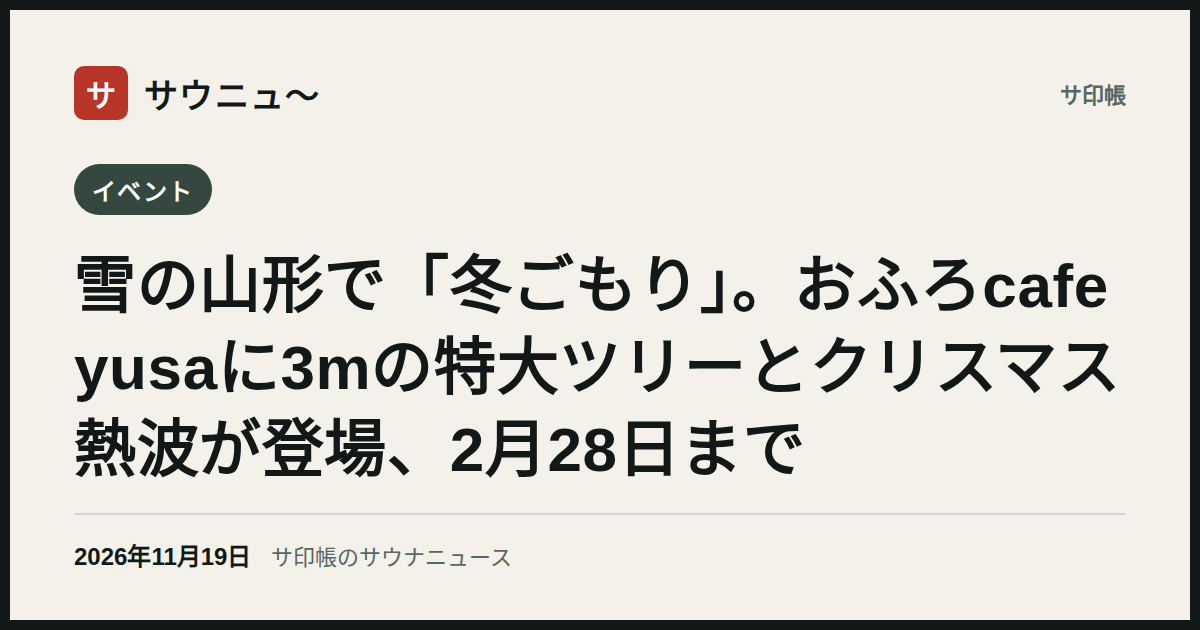 サ サウニュ〜
サ印帳
イベント
雪の山形で「冬ごもり」。おふろcafe
yusaに3mの特大ツリーとクリスマス
熱波が登場、2月28日まで
2026年11月19日 サ印帳のサウナニュース